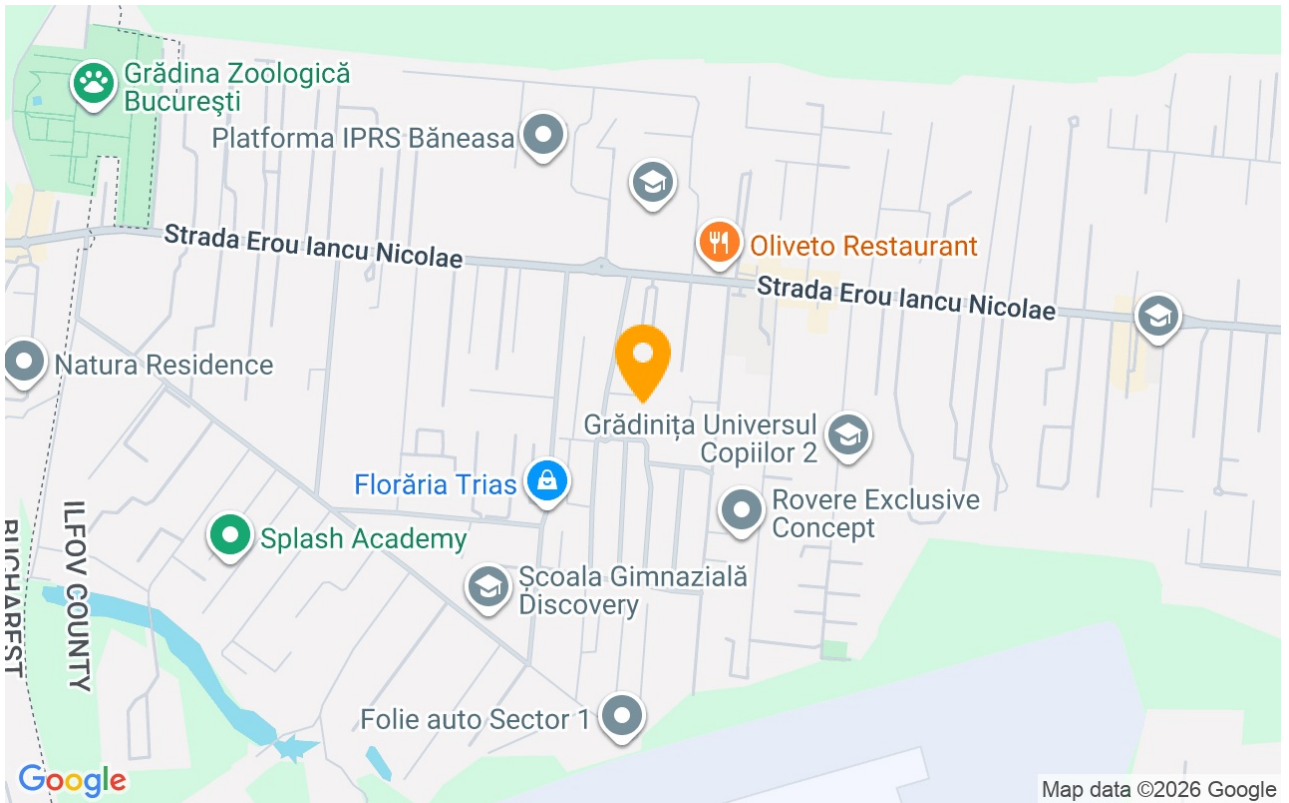 Grădina Zoologică
București
Platforma IPRS Băneasa
Strada Erou Iancu Nicolae
Oliveto Restaurant
Strada Erou Iancu Nicolae
Natura Residence
Grădinița Universul
Copiilor 2
Florăria Trias
Rovere Exclusive
Concept
ILFOV COUNTY
BUCHAREST
Splash Academy
Școala Gimnazială
Discovery
Folie auto Sector 1
Google
Map data ©2026 Google